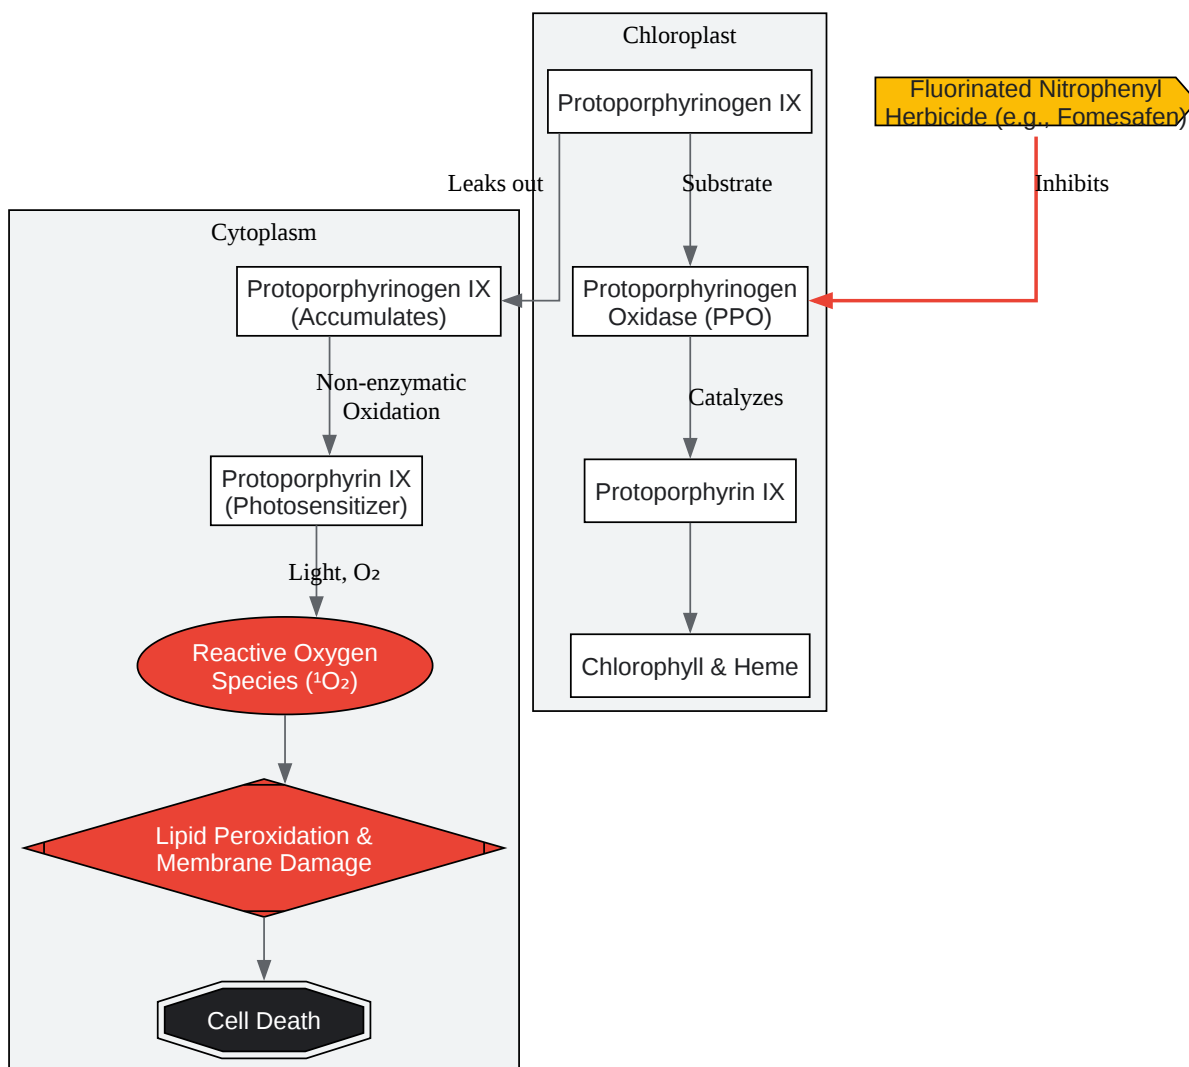 Chloroplast
Protoporphyrinogen IX
Fluorinated Nitrophenyl
Herbicide (e.g., Fomesafen)
Leaks out
Substrate
Inhibits
Cytoplasm
Protoporphyrinogen IX
(Accumulates)
Protoporphyrinogen
Oxidase (PPO)
Non-enzymatic
Oxidation
Catalyzes
Protoporphyrin IX
(Photosensitizer)
Protoporphyrin IX
Light, O₂
Reactive Oxygen
Species (¹O₂)
Chlorophyll & Heme
Lipid Peroxidation &
Membrane Damage
Cell Death